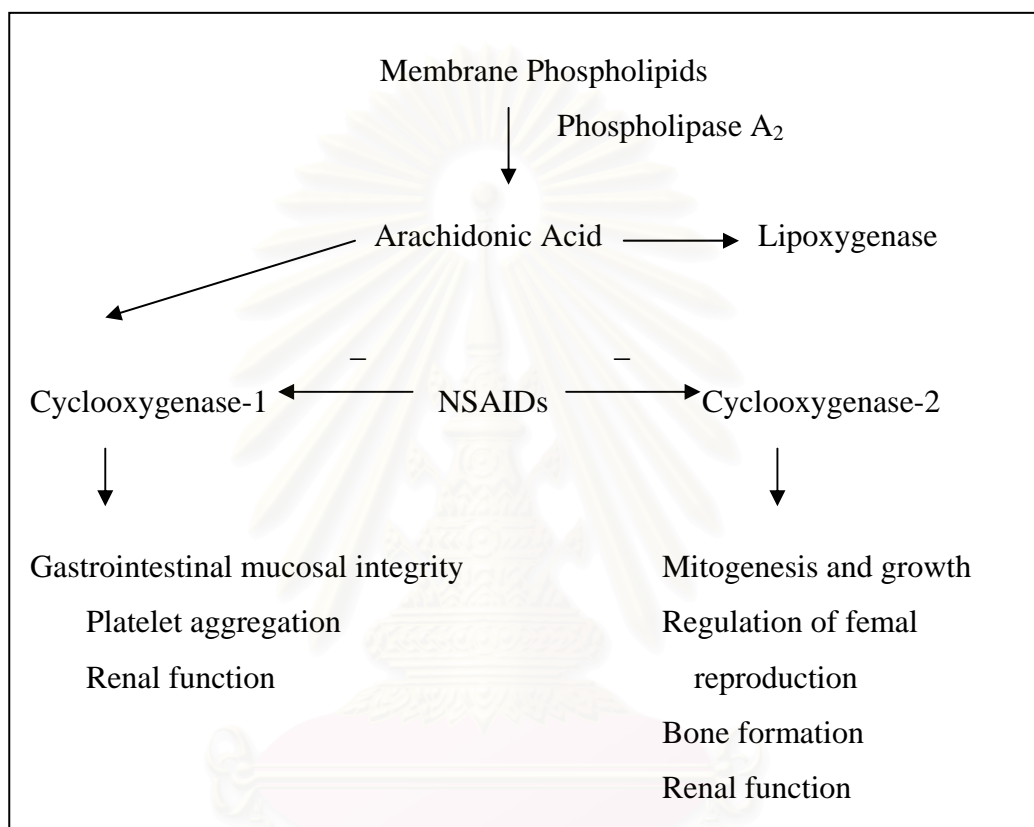 Membrane Phospholipids
Phospholipase A₂
Arachidonic Acid
Lipoxygenase
–
–
Cyclooxygenase-1
NSAIDs
Cyclooxygenase-2
Gastrointestinal mucosal integrity
Platelet aggregation
Renal function
Mitogenesis and growth
Regulation of femal
reproduction
Bone formation
Renal function